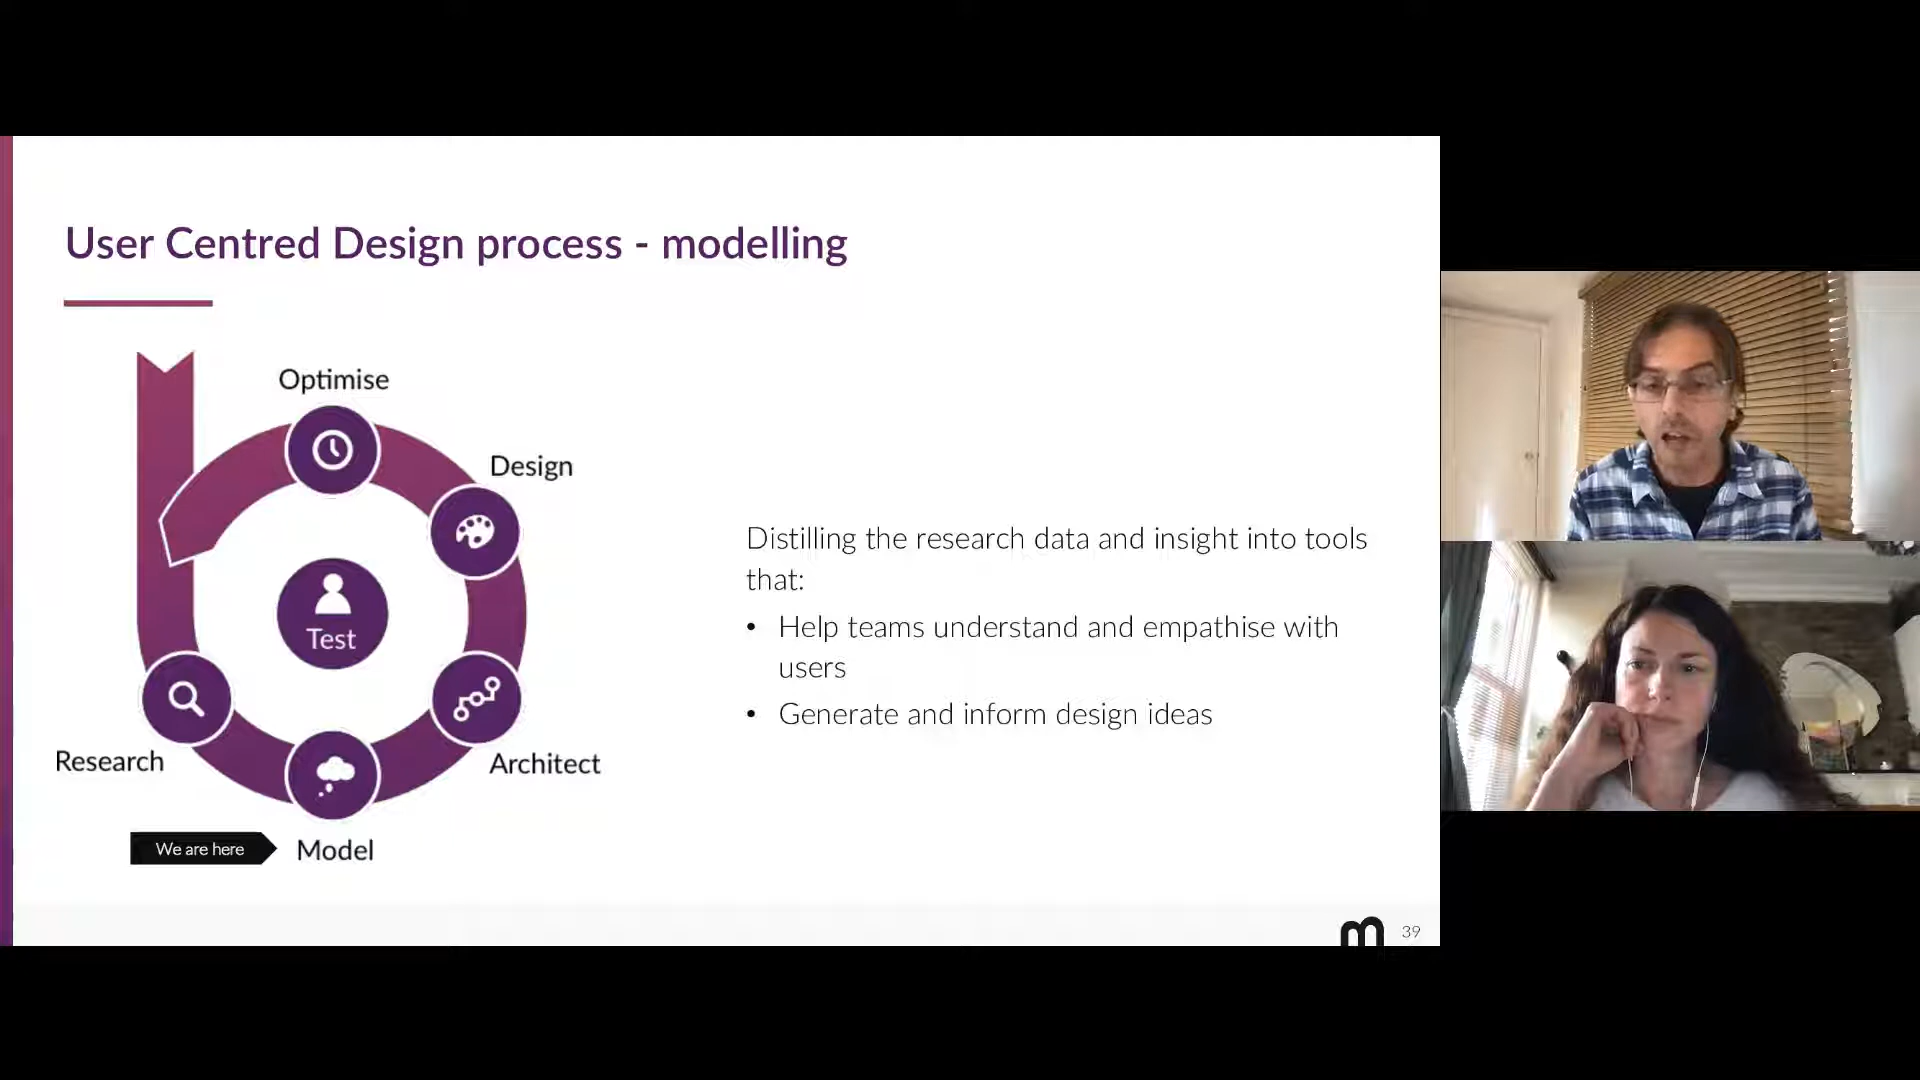 User Centred Design process - modelling
Optimise
Design
Test
Research
Architect
We are here
Model
Distilling the research data and insight into tools
that:
• Help teams understand and empathise with
users
• Generate and inform design ideas
m
39